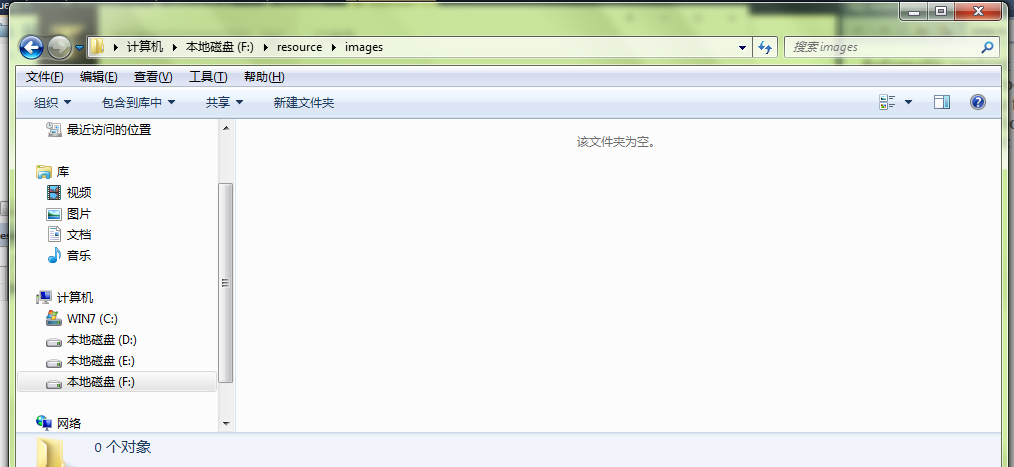 计算机 本地磁盘 (F:) resource images 搜索 images
文件(F) 编辑(E) 查看(V) 工具(T) 帮助(H)
组织 包含到库中 共享 新建文件夹
最近访问的位置
该文件夹为空。
库
视频
图片
文档
音乐
计算机
WIN7 (C:)
本地磁盘 (D:)
本地磁盘 (E:)
本地磁盘 (F:)
网络
0 个对象